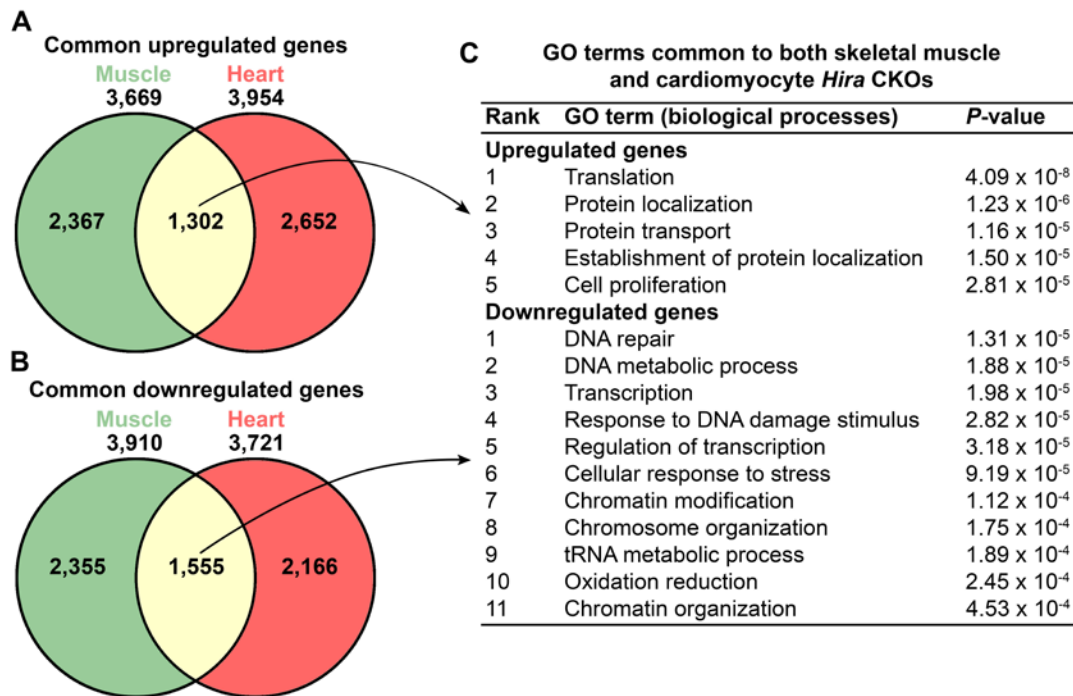 A
Common upregulated genes
Muscle Heart
3,669 3,954
2,367 1,302 2,652
B
Common downregulated genes
Muscle Heart
3,910 3,721
2,355 1,555 2,166
C
GO terms common to both skeletal muscle
and cardiomyocyte Hira CKOs
Rank GO term (biological processes) P-value
Upregulated genes
1 Translation 4.09 x 10⁻⁸
2 Protein localization 1.23 x 10⁻⁶
3 Protein transport 1.16 x 10⁻⁵
4 Establishment of protein localization 1.50 x 10⁻⁵
5 Cell proliferation 2.81 x 10⁻⁵
Downregulated genes
1 DNA repair 1.31 x 10⁻⁵
2 DNA metabolic process 1.88 x 10⁻⁵
3 Transcription 1.98 x 10⁻⁵
4 Response to DNA damage stimulus 2.82 x 10⁻⁵
5 Regulation of transcription 3.18 x 10⁻⁵
6 Cellular response to stress 9.19 x 10⁻⁵
7 Chromatin modification 1.12 x 10⁻⁴
8 Chromosome organization 1.75 x 10⁻⁴
9 tRNA metabolic process 1.89 x 10⁻⁴
10 Oxidation reduction 2.45 x 10⁻⁴
11 Chromatin organization 4.53 x 10⁻⁴